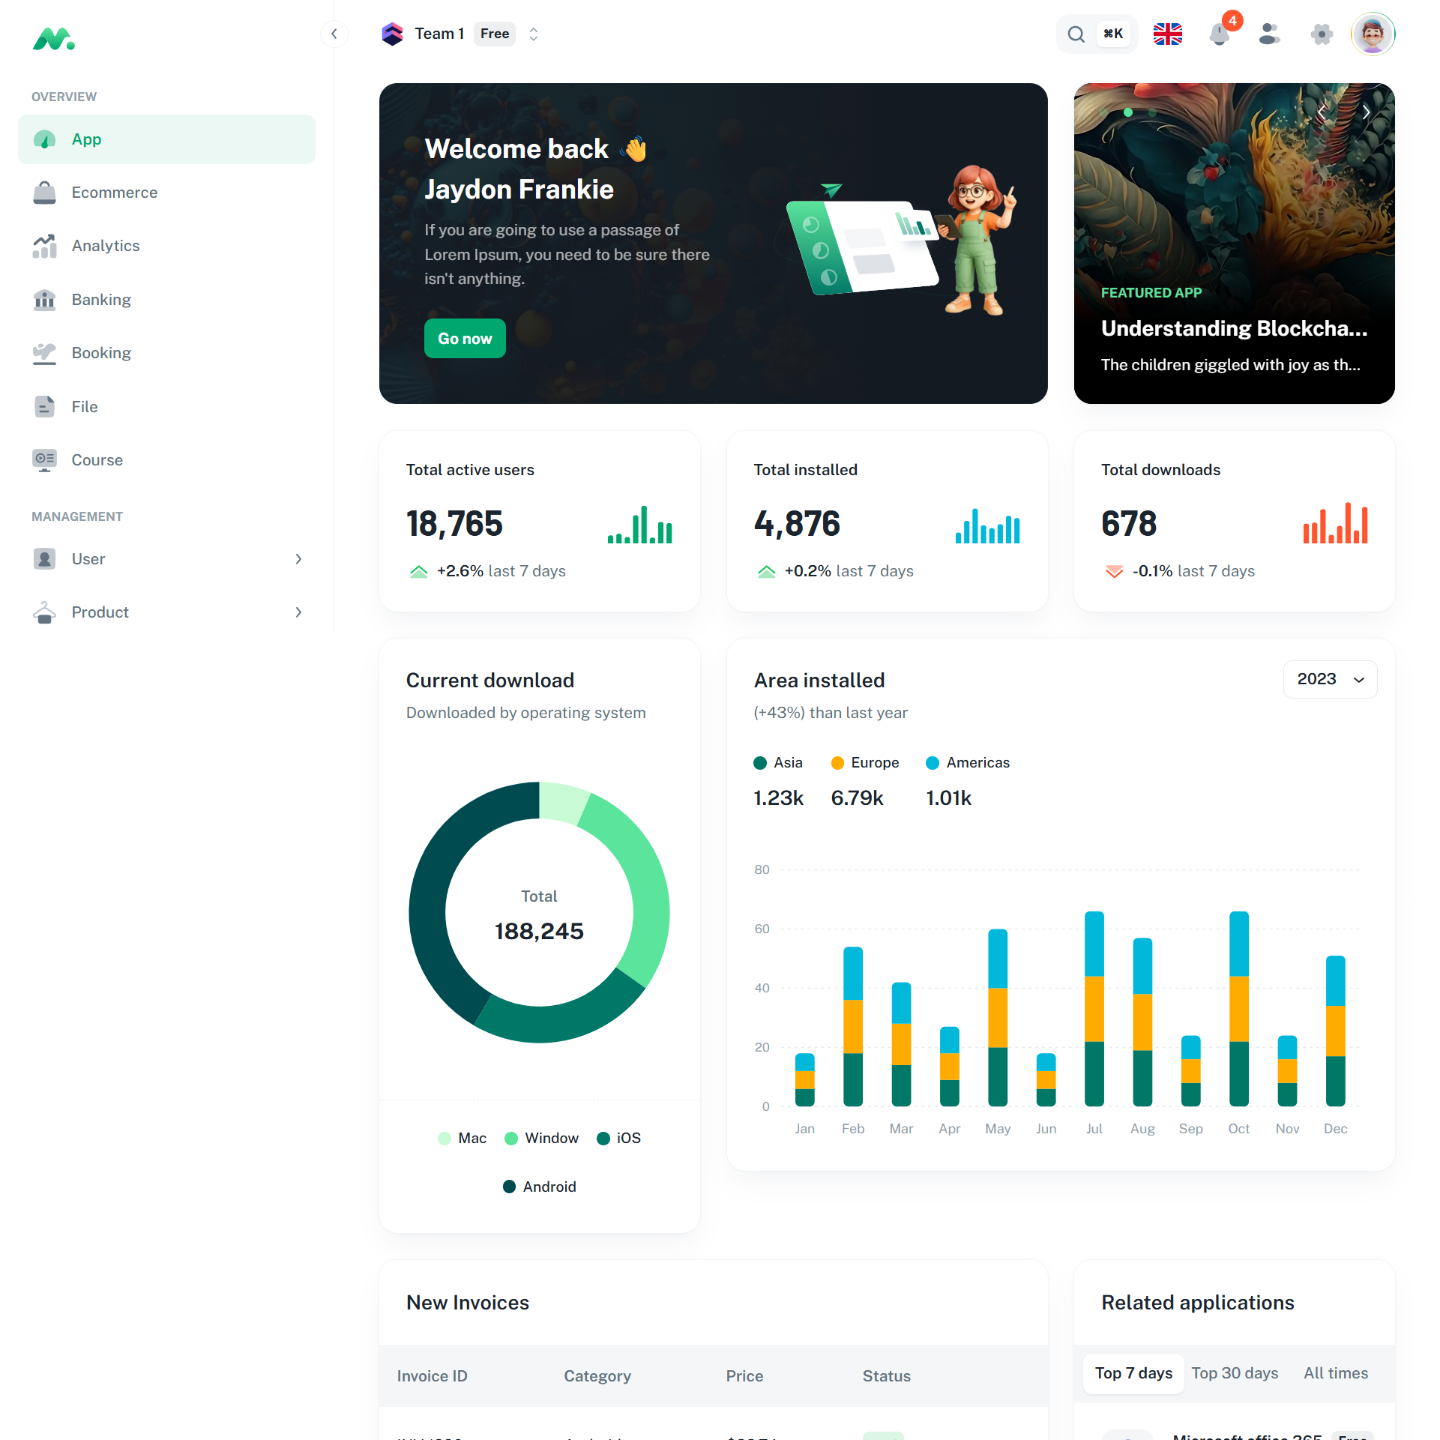 Team 1 Free
⌘K
4
OVERVIEW
App
Ecommerce
Analytics
Banking
Booking
File
Course
MANAGEMENT
User
Product
Welcome back 👋
Jaydon Frankie
If you are going to use a passage of
Lorem Ipsum, you need to be sure there
isn't anything.
Go now
FEATURED APP
Understanding Blockcha...
The children giggled with joy as th...
Total active users
18,765
+2.6% last 7 days
Total installed
4,876
+0.2% last 7 days
Total downloads
678
-0.1% last 7 days
Current download
Downloaded by operating system
Total
188,245
Mac Window iOS
Android
Area installed
(+43%) than last year
2023
Asia Europe Americas
1.23k 6.79k 1.01k
80
60
40
20
0
Jan Feb Mar Apr May Jun Jul Aug Sep Oct Nov Dec
New Invoices
Invoice ID Category Price Status
Related applications
Top 7 days Top 30 days All times
Microsoft office 365 Free